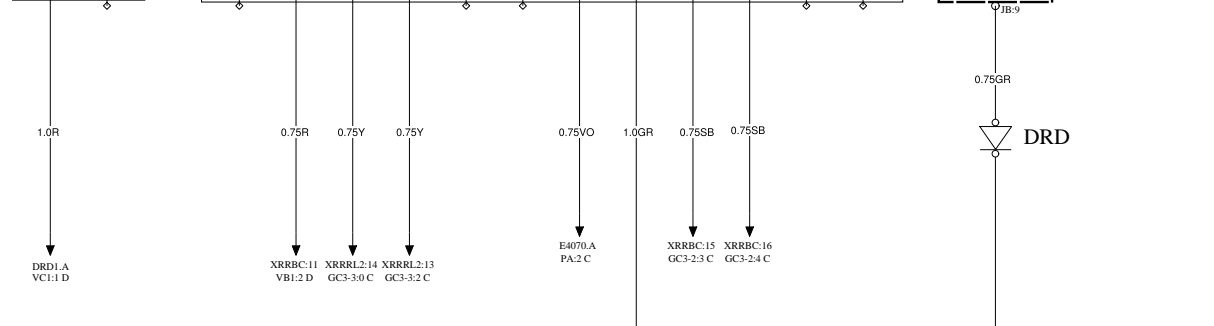 JB:9
0.75GR
1.0R
0.75R
0.75Y
0.75Y
0.75VO
1.0GR
0.75SB
0.75SB
DRD
DRD1.A
VC1:1 D
XRRBC:11
VB1:2 D
XRRRL2:14
GC3-3:0 C
XRRRL2:13
GC3-3:2 C
E4070.A
PA:2 C
XRRBC:15
GC3-2:3 C
XRRBC:16
GC3-2:4 C